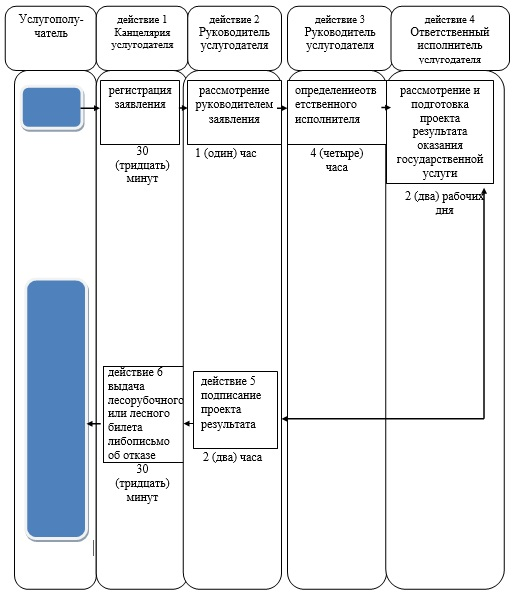 Услугополу-
чатель
действие 1
Канцелярия
услугодателя
действие 2
Руководитель
услугодателя
действие 3
Руководитель
услугодателя
действие 4
Ответственный
исполнитель
услугодателя
регистрация
заявления
30
(тридцать)
минут
рассмотрение
руководителем
заявления
1 (один) час
определениеотв
етственного
исполнителя
4 (четыре)
часа
рассмотрение и
подготовка
проекта
результата
оказания
государственной
услуги
2 (два) рабочих
дня
действие 5
подписание
проекта
результата
2 (два) часа
действие 6
выдача
лесорубочного
или лесного
билета
либописьмо
об отказе
30
(тридцать)
минут